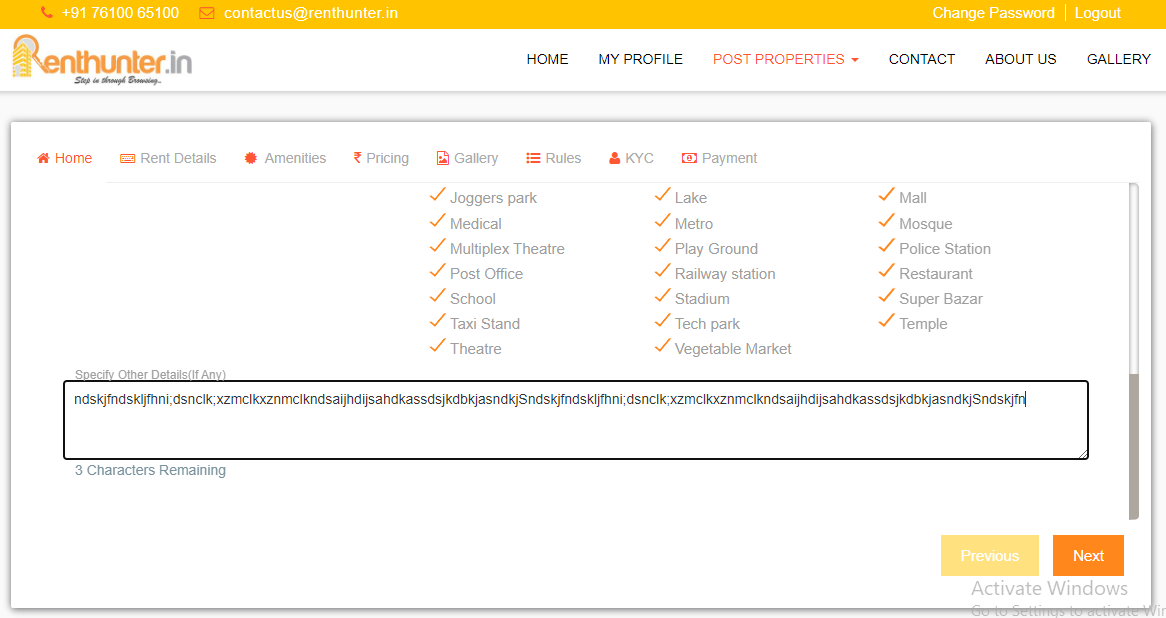 +91 76100 65100 contactus@renthunter.in Change Password Logout
Renthunter.in
Step in through Browsing..
HOME MY PROFILE POST PROPERTIES CONTACT ABOUT US GALLERY
Home Rent Details Amenities ₹ Pricing Gallery Rules KYC Payment
Joggers park Lake Mall
Medical Metro Mosque
Multiplex Theatre Play Ground Police Station
Post Office Railway station Restaurant
School Stadium Super Bazar
Taxi Stand Tech park Temple
Theatre Vegetable Market
Specify Other Details(If Any)
ndskjfndskljfhni;dsnclk;xzmclkxznmclkndsaijhdijsahdkassdsjkdbkjasndkjSndskjfndskljfhni;dsnclk;xzmclkxznmclkndsaijhdijsahdkassdsjkdbkjasndkjSndskjfn
3 Characters Remaining
Previous Next
Activate Windows
Go to Settings to activate Win